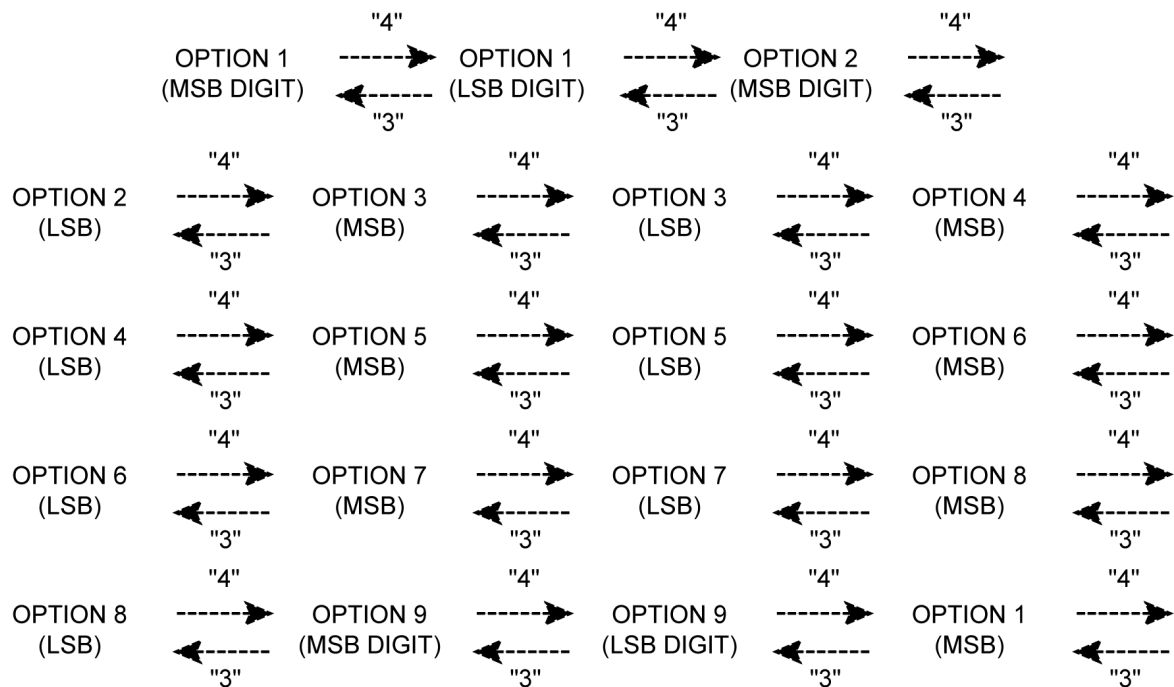 "4" "4" "4"
OPTION 1 OPTION 1 OPTION 2
(MSB DIGIT) (LSB DIGIT) (MSB DIGIT)
"3" "3" "3"
"4" "4" "4" "4"
OPTION 2 OPTION 3 OPTION 3 OPTION 4
(LSB) (MSB) (LSB) (MSB)
"3" "3" "3" "3"
"4" "4" "4" "4"
OPTION 4 OPTION 5 OPTION 5 OPTION 6
(LSB) (MSB) (LSB) (MSB)
"3" "3" "3" "3"
"4" "4" "4" "4"
OPTION 6 OPTION 7 OPTION 7 OPTION 8
(LSB) (MSB) (LSB) (MSB)
"3" "3" "3" "3"
"4" "4" "4" "4"
OPTION 8 OPTION 9 OPTION 9 OPTION 1
(LSB) (MSB DIGIT) (LSB DIGIT) (MSB)
"3" "3" "3" "3"